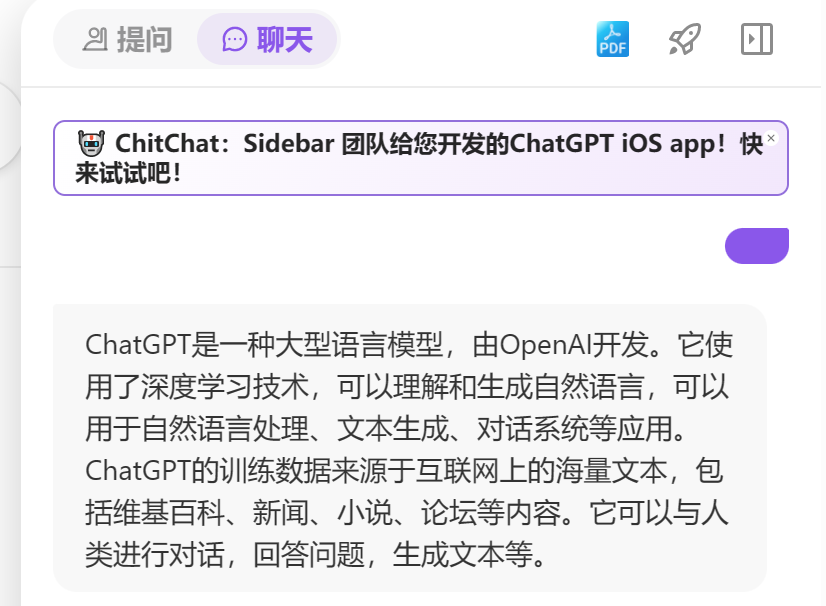 提问
聊天
PDF
ChitChat：Sidebar 团队给您开发的ChatGPT iOS app！快
来试试吧！
ChatGPT是一种大型语言模型，由OpenAI开发。它使
用了深度学习技术，可以理解和生成自然语言，可以
用于自然语言处理、文本生成、对话系统等应用。
ChatGPT的训练数据来源于互联网上的海量文本，包
括维基百科、新闻、小说、论坛等内容。它可以与人
类进行对话，回答问题，生成文本等。